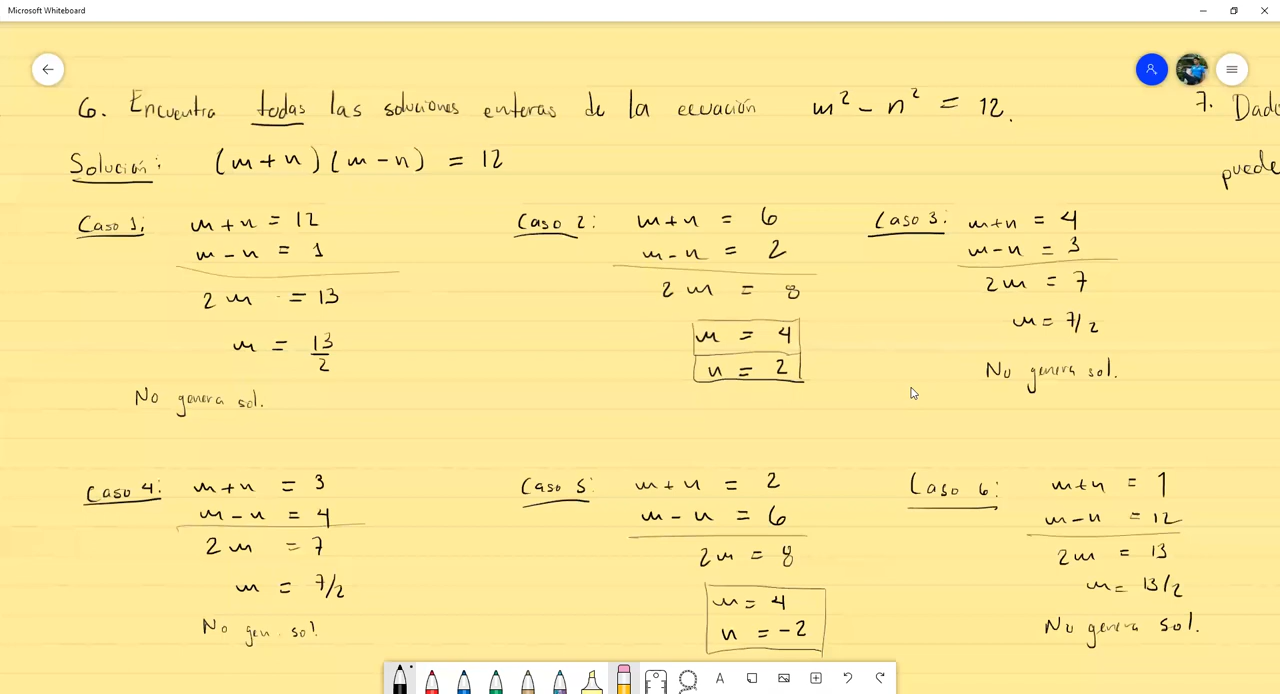 Microsoft Whiteboard
6. Encuentra todas las soluciones enteras de la ecuación m² - n² = 12.
7. Dado
puede
Solución: (m+n)(m-n) = 12
Caso 1:
m+n = 12
m-n = 1
2m = 13
m = 13/2
No genera sol.
Caso 2:
m+n = 6
m-n = 2
2m = 8
m = 4
n = 2
Caso 3:
m+n = 4
m-n = 3
2m = 7
m = 7/2
No genera sol.
Caso 4:
m+n = 3
m-n = 4
2m = 7
m = 7/2
No gen. sol.
Caso 5:
m+n = 2
m-n = 6
2m = 8
m = 4
n = -2
Caso 6:
m+n = 1
m-n = 12
2m = 13
m = 13/2
No genera sol.
A